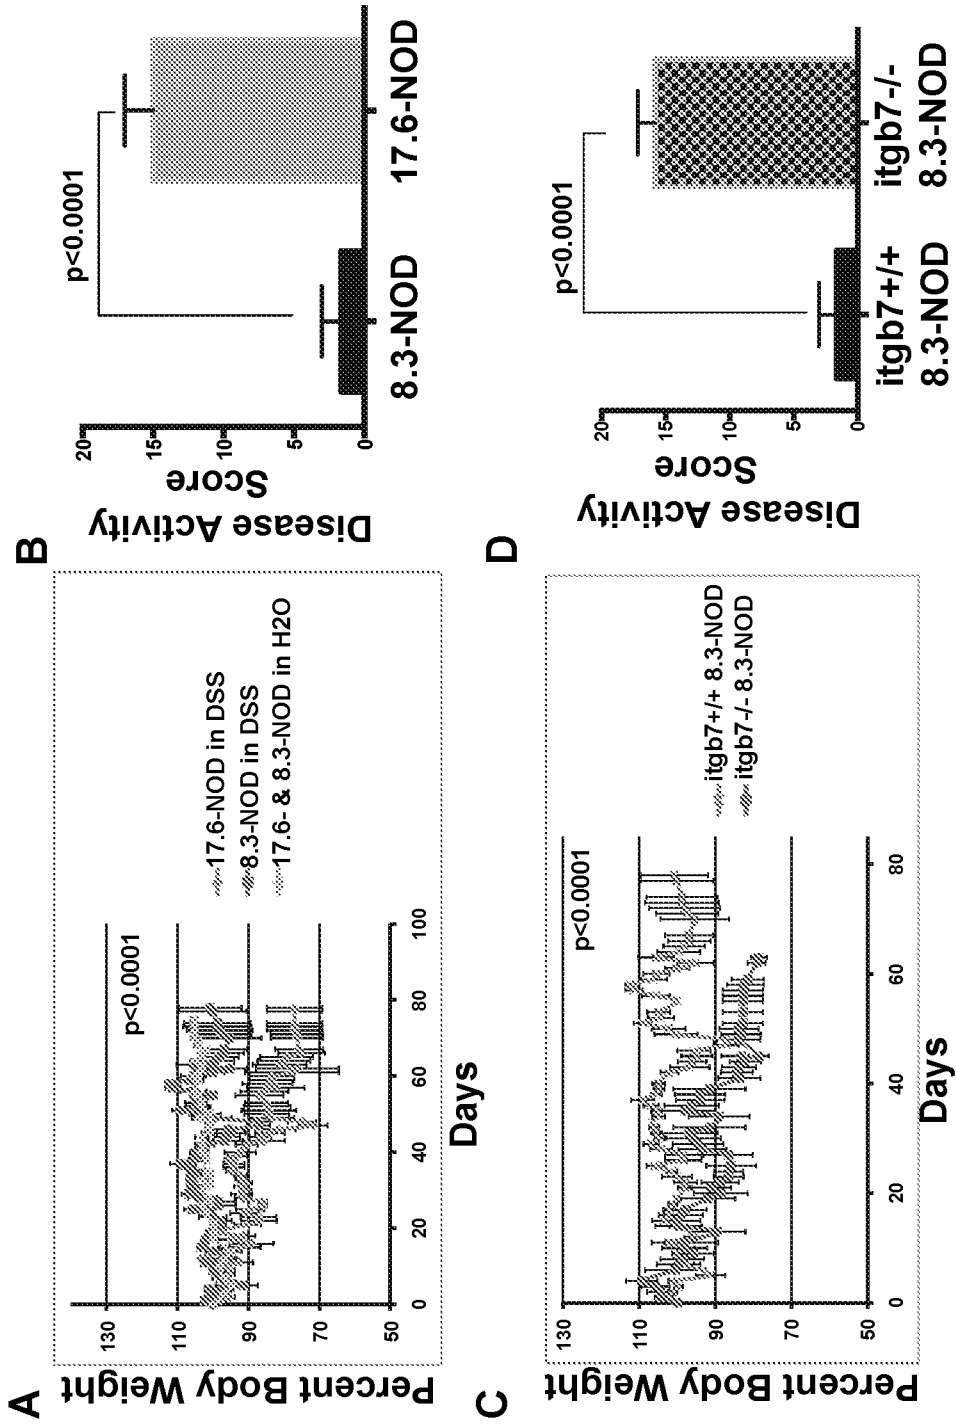 A
Percent Body Weight
130
110
90
70
50
0
20
40
60
80
100
Days
p<0.0001
17.6-NOD in DSS
8.3-NOD in DSS
17.6- & 8.3-NOD in H2O
B
Disease Activity
Score
20
15
10
5
0
p<0.0001
8.3-NOD
17.6-NOD
C
Percent Body Weight
130
110
90
70
50
0
20
40
60
80
Days
p<0.0001
itgb7+/+ 8.3-NOD
itgb7-/- 8.3-NOD
D
Disease Activity
Score
20
15
10
5
0
p<0.0001
itgb7+/+
8.3-NOD
itgb7-/-
8.3-NOD